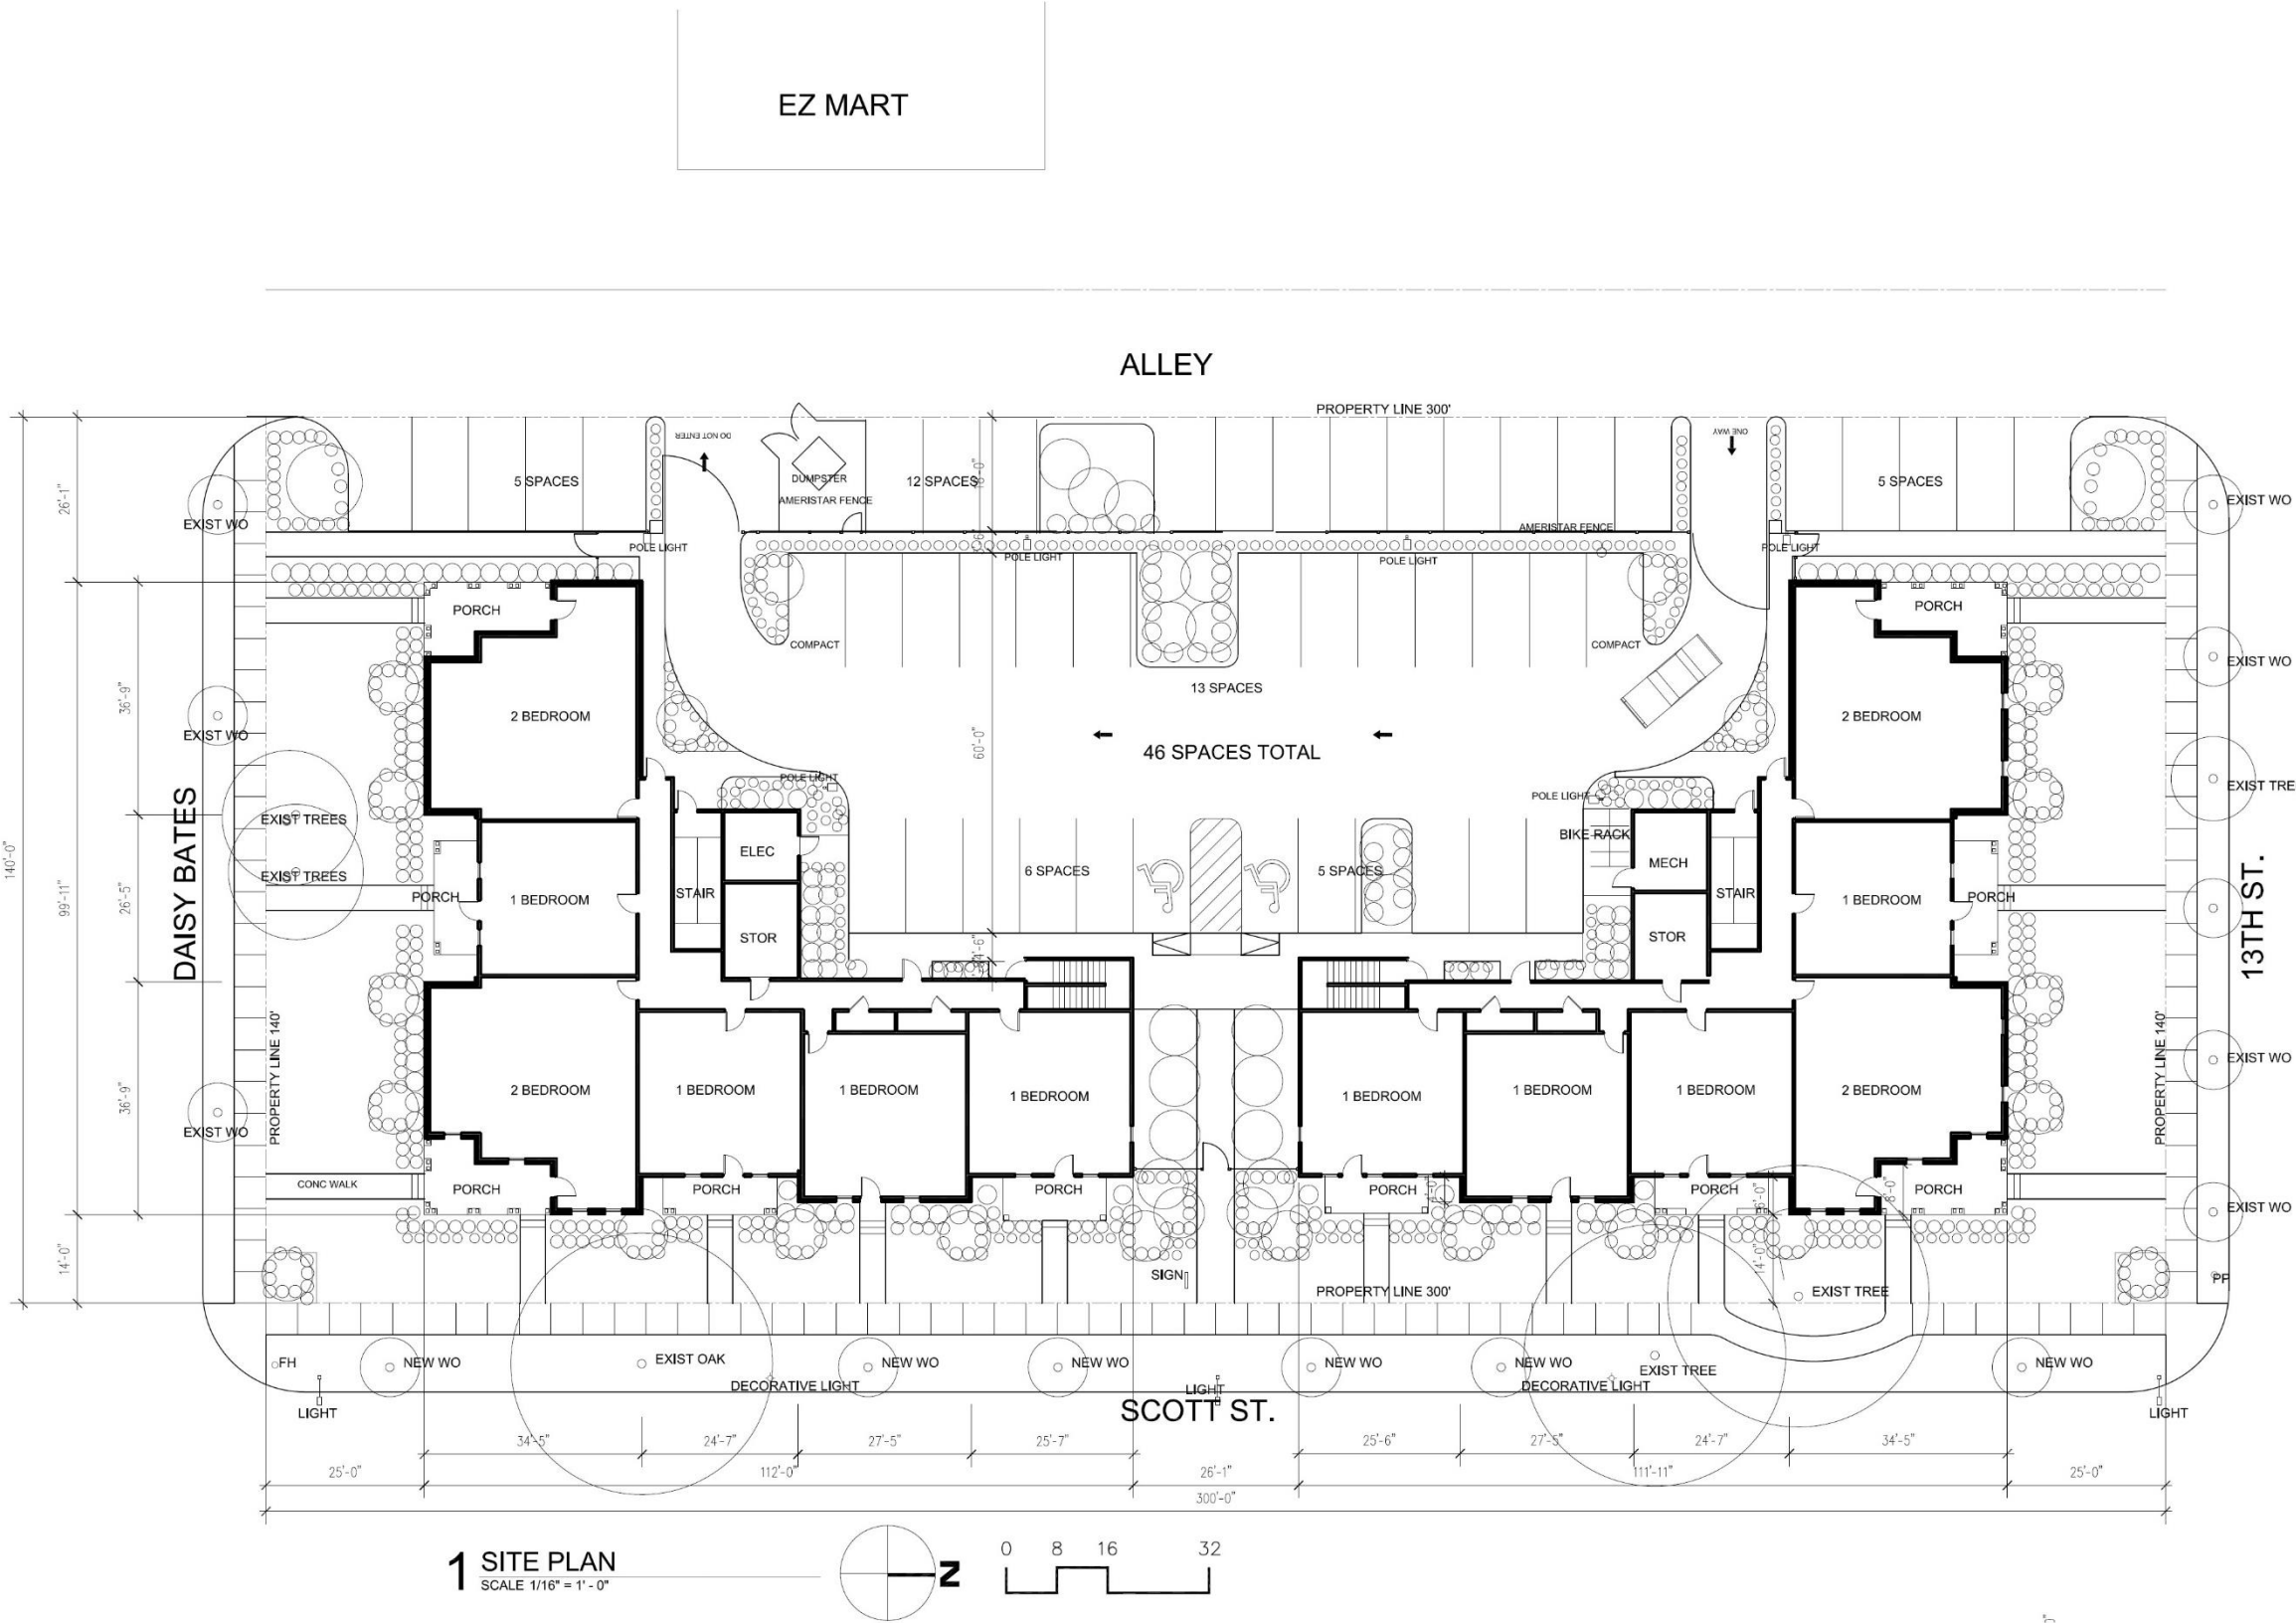 EZ MART
ALLEY
PROPERTY LINE 300'
DO NOT ENTER
ONE WAY
5 SPACES
DUMPSTER
AMERISTAR FENCE
12 SPACES
5 SPACES
EXIST WO
EXIST WO
26'-1"
POLE LIGHT
POLE LIGHT
AMERISTAR FENCE
POLE LIGHT
POLE LIGHT
PORCH
PORCH
COMPACT
COMPACT
EXIST WO
13 SPACES
36'-9"
2 BEDROOM
2 BEDROOM
EXIST WO
60'-0"
46 SPACES TOTAL
POLE LIGHT
POLE LIGHT
EXIST TRE
DAISY BATES
EXIST TREES
BIKE RACK
140'-0"
ELEC
MECH
EXIST TREES
6 SPACES
5 SPACES
99'-11"
26'-5"
PORCH
1 BEDROOM
STAIR
STAIR
1 BEDROOM
PORCH
13TH ST.
STOR
STOR
PROPERTY LINE 140'
PROPERTY LINE 140'
EXIST WO
36'-9"
2 BEDROOM
1 BEDROOM
1 BEDROOM
1 BEDROOM
1 BEDROOM
1 BEDROOM
1 BEDROOM
2 BEDROOM
EXIST WO
CONC WALK
PORCH
PORCH
PORCH
PORCH
PORCH
PORCH
EXIST WO
14'-0"
14'-0"
SIGN
PROPERTY LINE 300'
EXIST TREE
PP
FH
NEW WO
EXIST OAK
NEW WO
NEW WO
NEW WO
NEW WO
EXIST TREE
NEW WO
DECORATIVE LIGHT
LIGHT
DECORATIVE LIGHT
LIGHT
SCOTT ST.
LIGHT
34'-5"
24'-7"
27'-5"
25'-7"
25'-6"
27'-5"
24'-7"
34'-5"
25'-0"
112'-0"
26'-1"
111'-11"
25'-0"
300'-0"
1 SITE PLAN
SCALE 1/16" = 1' - 0"
N
0 8 16 32